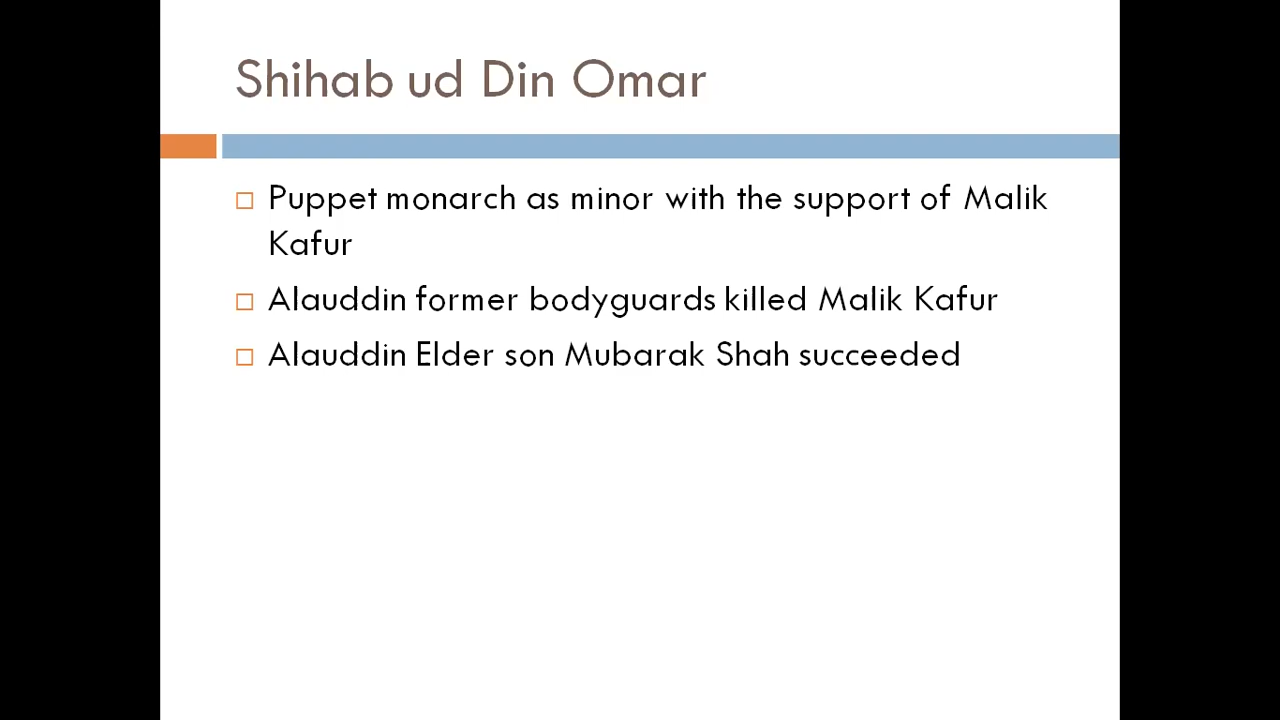 Shihab ud Din Omar
Puppet monarch as minor with the support of Malik
Kafur
Alauddin former bodyguards killed Malik Kafur
Alauddin Elder son Mubarak Shah succeeded